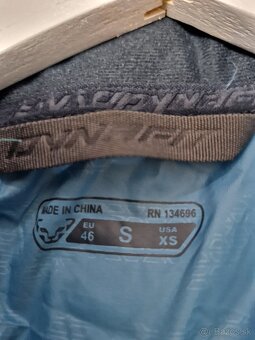 DYNAFIT
MADE IN CHINA RN 134696
EU USA
46 S XS